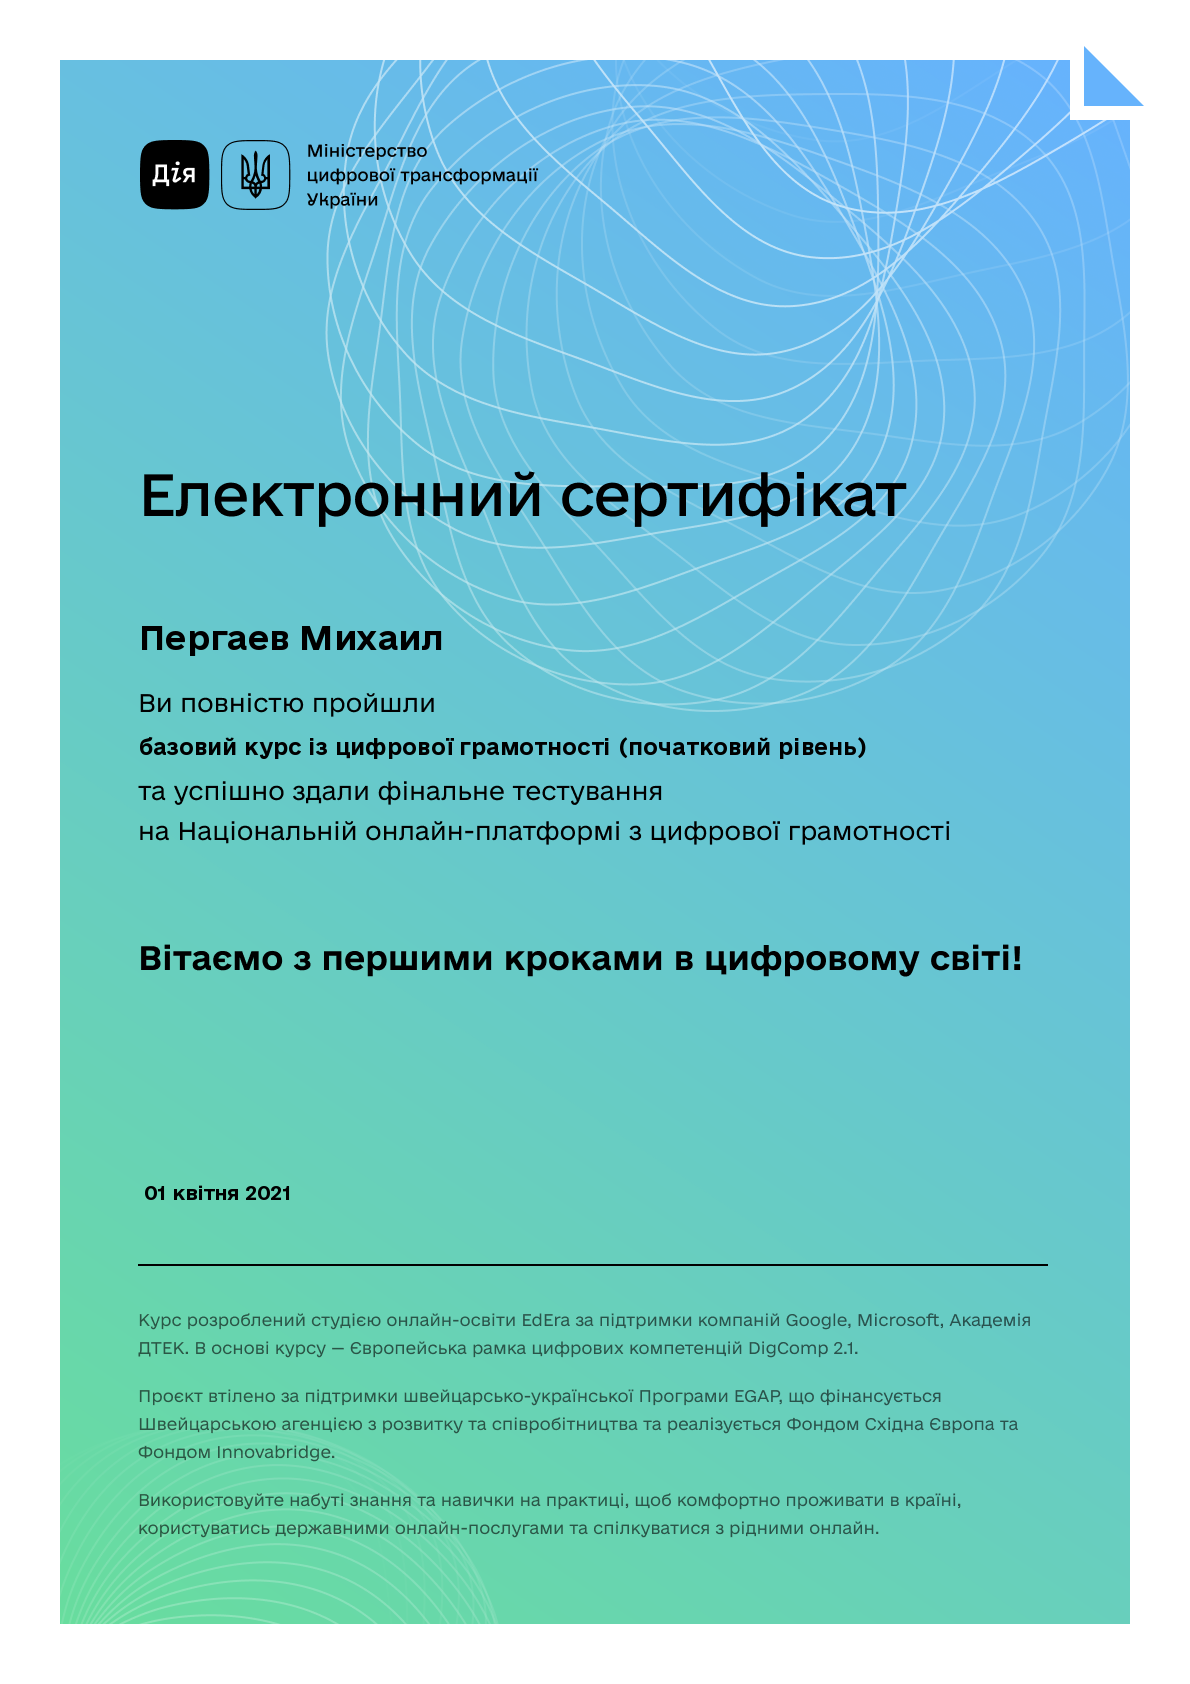 Дія
Міністерство
цифрової трансформації
України
Електронний сертифікат
Пергаев Михаил
Ви повністю пройшли
базовий курс із цифрової грамотності (початковий рівень)
та успішно здали фінальне тестування
на Національній онлайн-платформі з цифрової грамотності
Вітаємо з першими кроками в цифровому світі!
01 квітня 2021
Курс розроблений студією онлайн-освіти EdEra за підтримки компаній Google, Microsoft, Академія
ДТЕК. В основі курсу — Європейська рамка цифрових компетенцій DigComp 2.1.
Проєкт втілено за підтримки швейцарсько-української Програми EGAP, що фінансується
Швейцарською агенцією з розвитку та співробітництва та реалізується Фондом Східна Європа та
Фондом Innovabridge.
Використовуйте набуті знання та навички на практиці, щоб комфортно проживати в країні,
користуватись державними онлайн-послугами та спілкуватися з рідними онлайн.